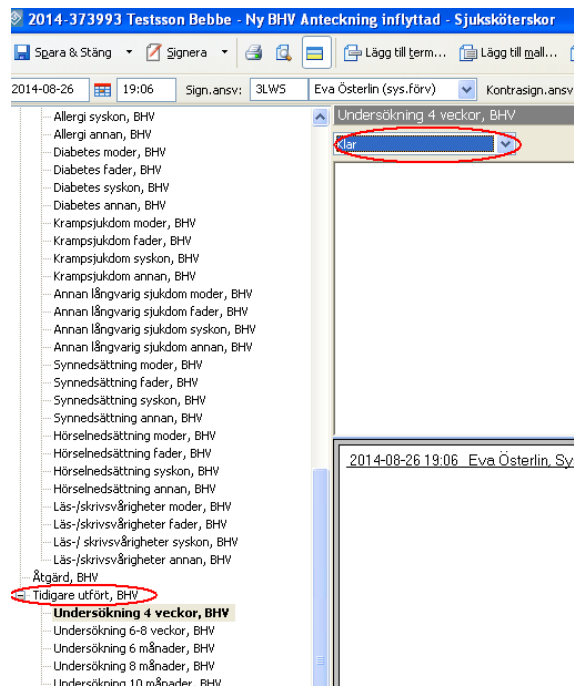 2014-373993 Testsson Bebbe - Ny BHV Anteckning inflyttad - Sjuksköterskor
Spara & Stäng Signera Lägg till term... Lägg till mall...
2014-08-26 19:06 Sign.ansv: 3LW5 Eva Österlin (sys.förv) Kontrasign.ansv
Allergi syskon, BHV
Allergi annan, BHV
Diabetes moder, BHV
Diabetes fader, BHV
Diabetes syskon, BHV
Diabetes annan, BHV
Krampsjukdom moder, BHV
Krampsjukdom fader, BHV
Krampsjukdom syskon, BHV
Krampsjukdom annan, BHV
Annan långvarig sjukdom moder, BHV
Annan långvarig sjukdom fader, BHV
Annan långvarig sjukdom syskon, BHV
Annan långvarig sjukdom annan, BHV
Synnedsättning moder, BHV
Synnedsättning fader, BHV
Synnedsättning syskon, BHV
Synnedsättning annan, BHV
Hörselnedsättning moder, BHV
Hörselnedsättning fader, BHV
Hörselnedsättning syskon, BHV
Hörselnedsättning annan, BHV
Läs-/skrivsvårigheter moder, BHV
Läs-/skrivsvårigheter fader, BHV
Läs-/ skrivsvårigheter syskon, BHV
Läs-/skrivsvårigheter annan, BHV
Åtgärd, BHV
Tidigare utfört, BHV
Undersökning 4 veckor, BHV
Undersökning 6-8 veckor, BHV
Undersökning 6 månader, BHV
Undersökning 8 månader, BHV
Undersökning 10 månader, BHV
Undersökning 4 veckor, BHV
Klar
2014-08-26 19:06 Eva Österlin, Sy